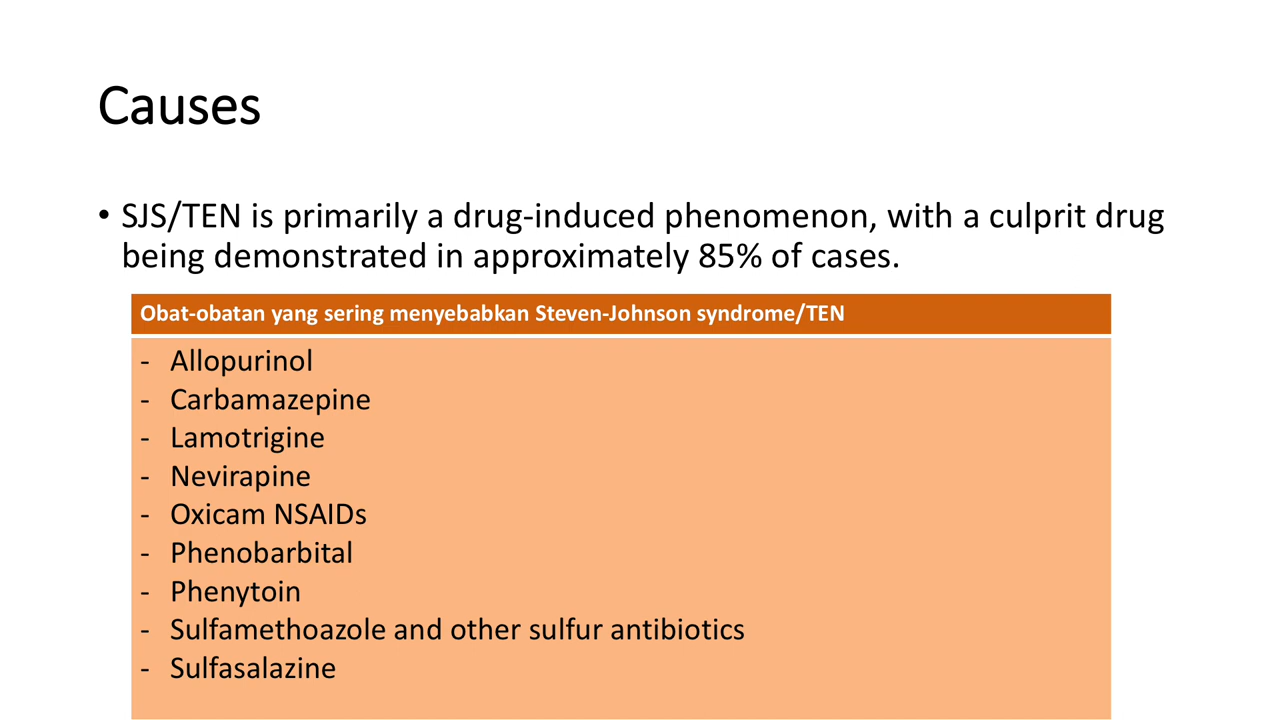 Causes
• SJS/TEN is primarily a drug-induced phenomenon, with a culprit drug
being demonstrated in approximately 85% of cases.
Obat-obatan yang sering menyebabkan Steven-Johnson syndrome/TEN
- Allopurinol
- Carbamazepine
- Lamotrigine
- Nevirapine
- Oxicam NSAIDs
- Phenobarbital
- Phenytoin
- Sulfamethoazole and other sulfur antibiotics
- Sulfasalazine